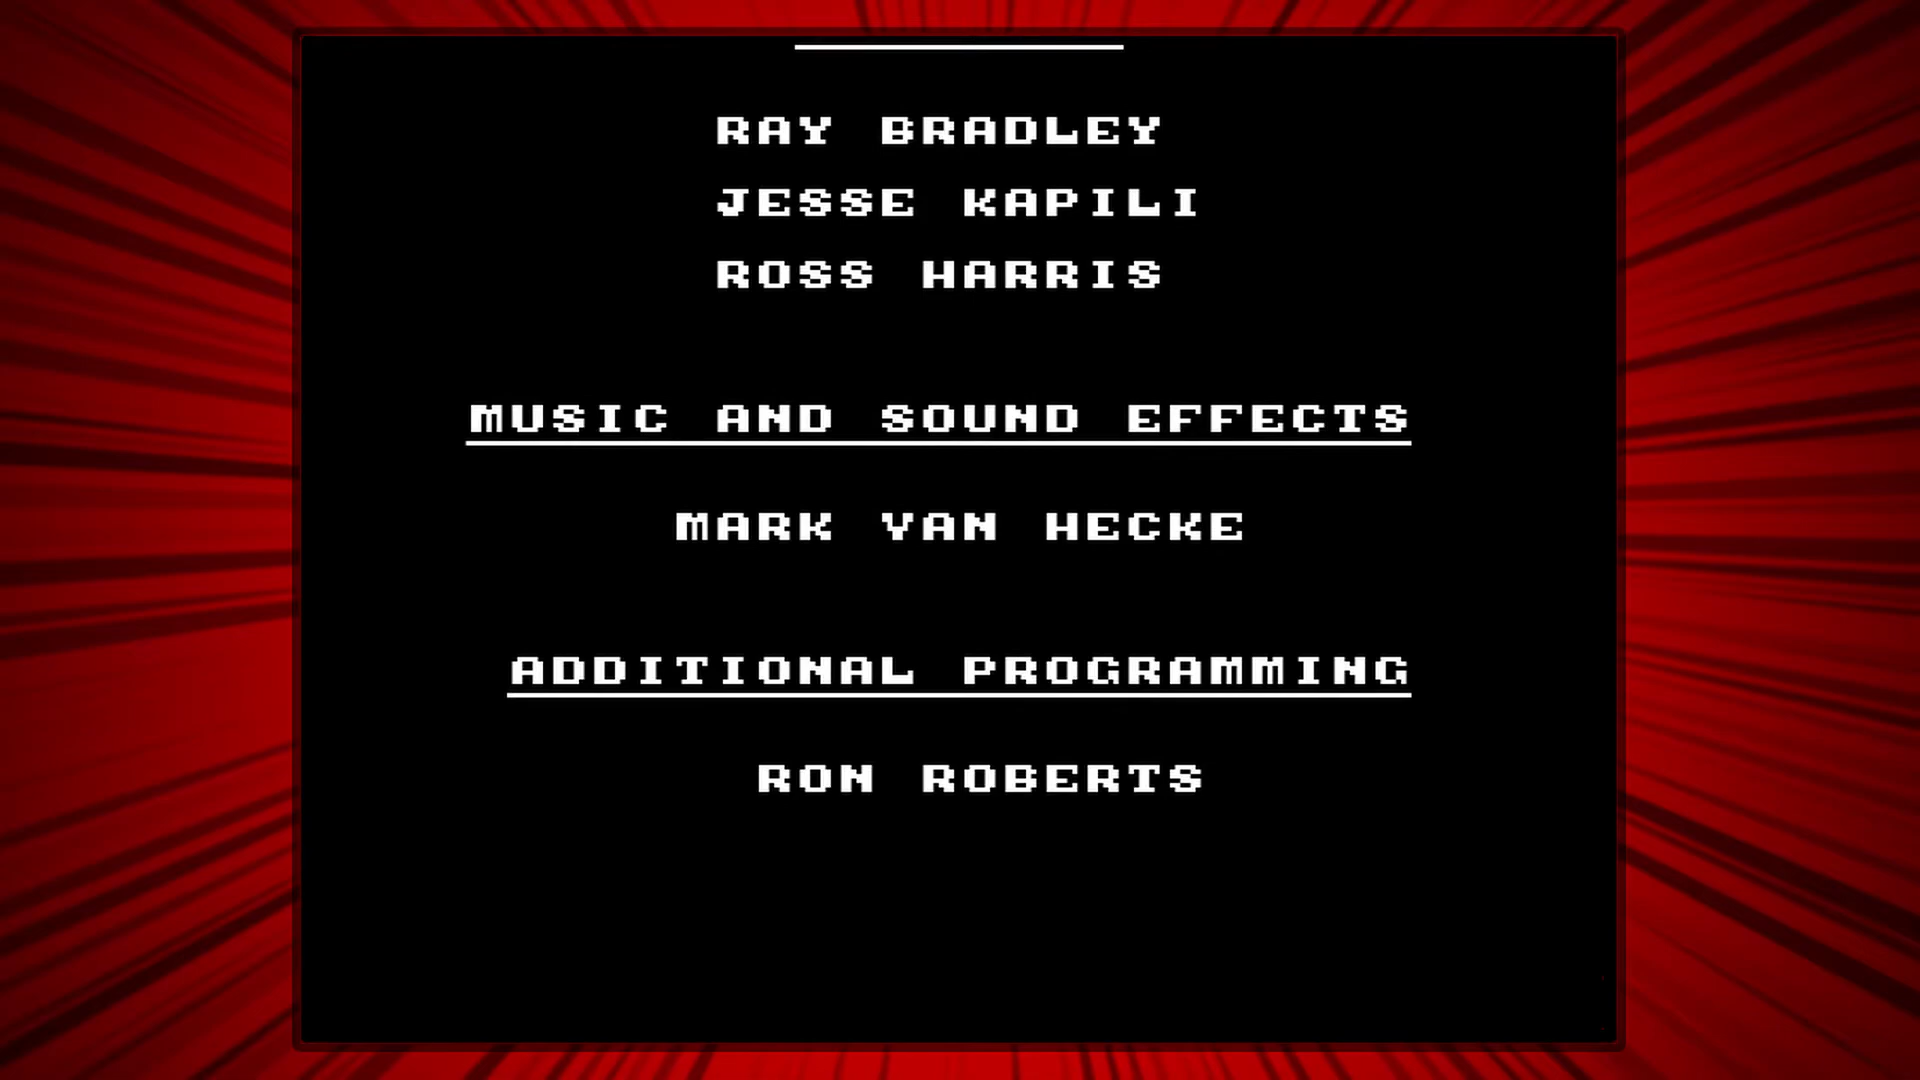 RAY BRADLEY
JESSE KAPILI
ROSS HARRIS
MUSIC AND SOUND EFFECTS
MARK VAN HECKE
ADDITIONAL PROGRAMMING
RON ROBERTS